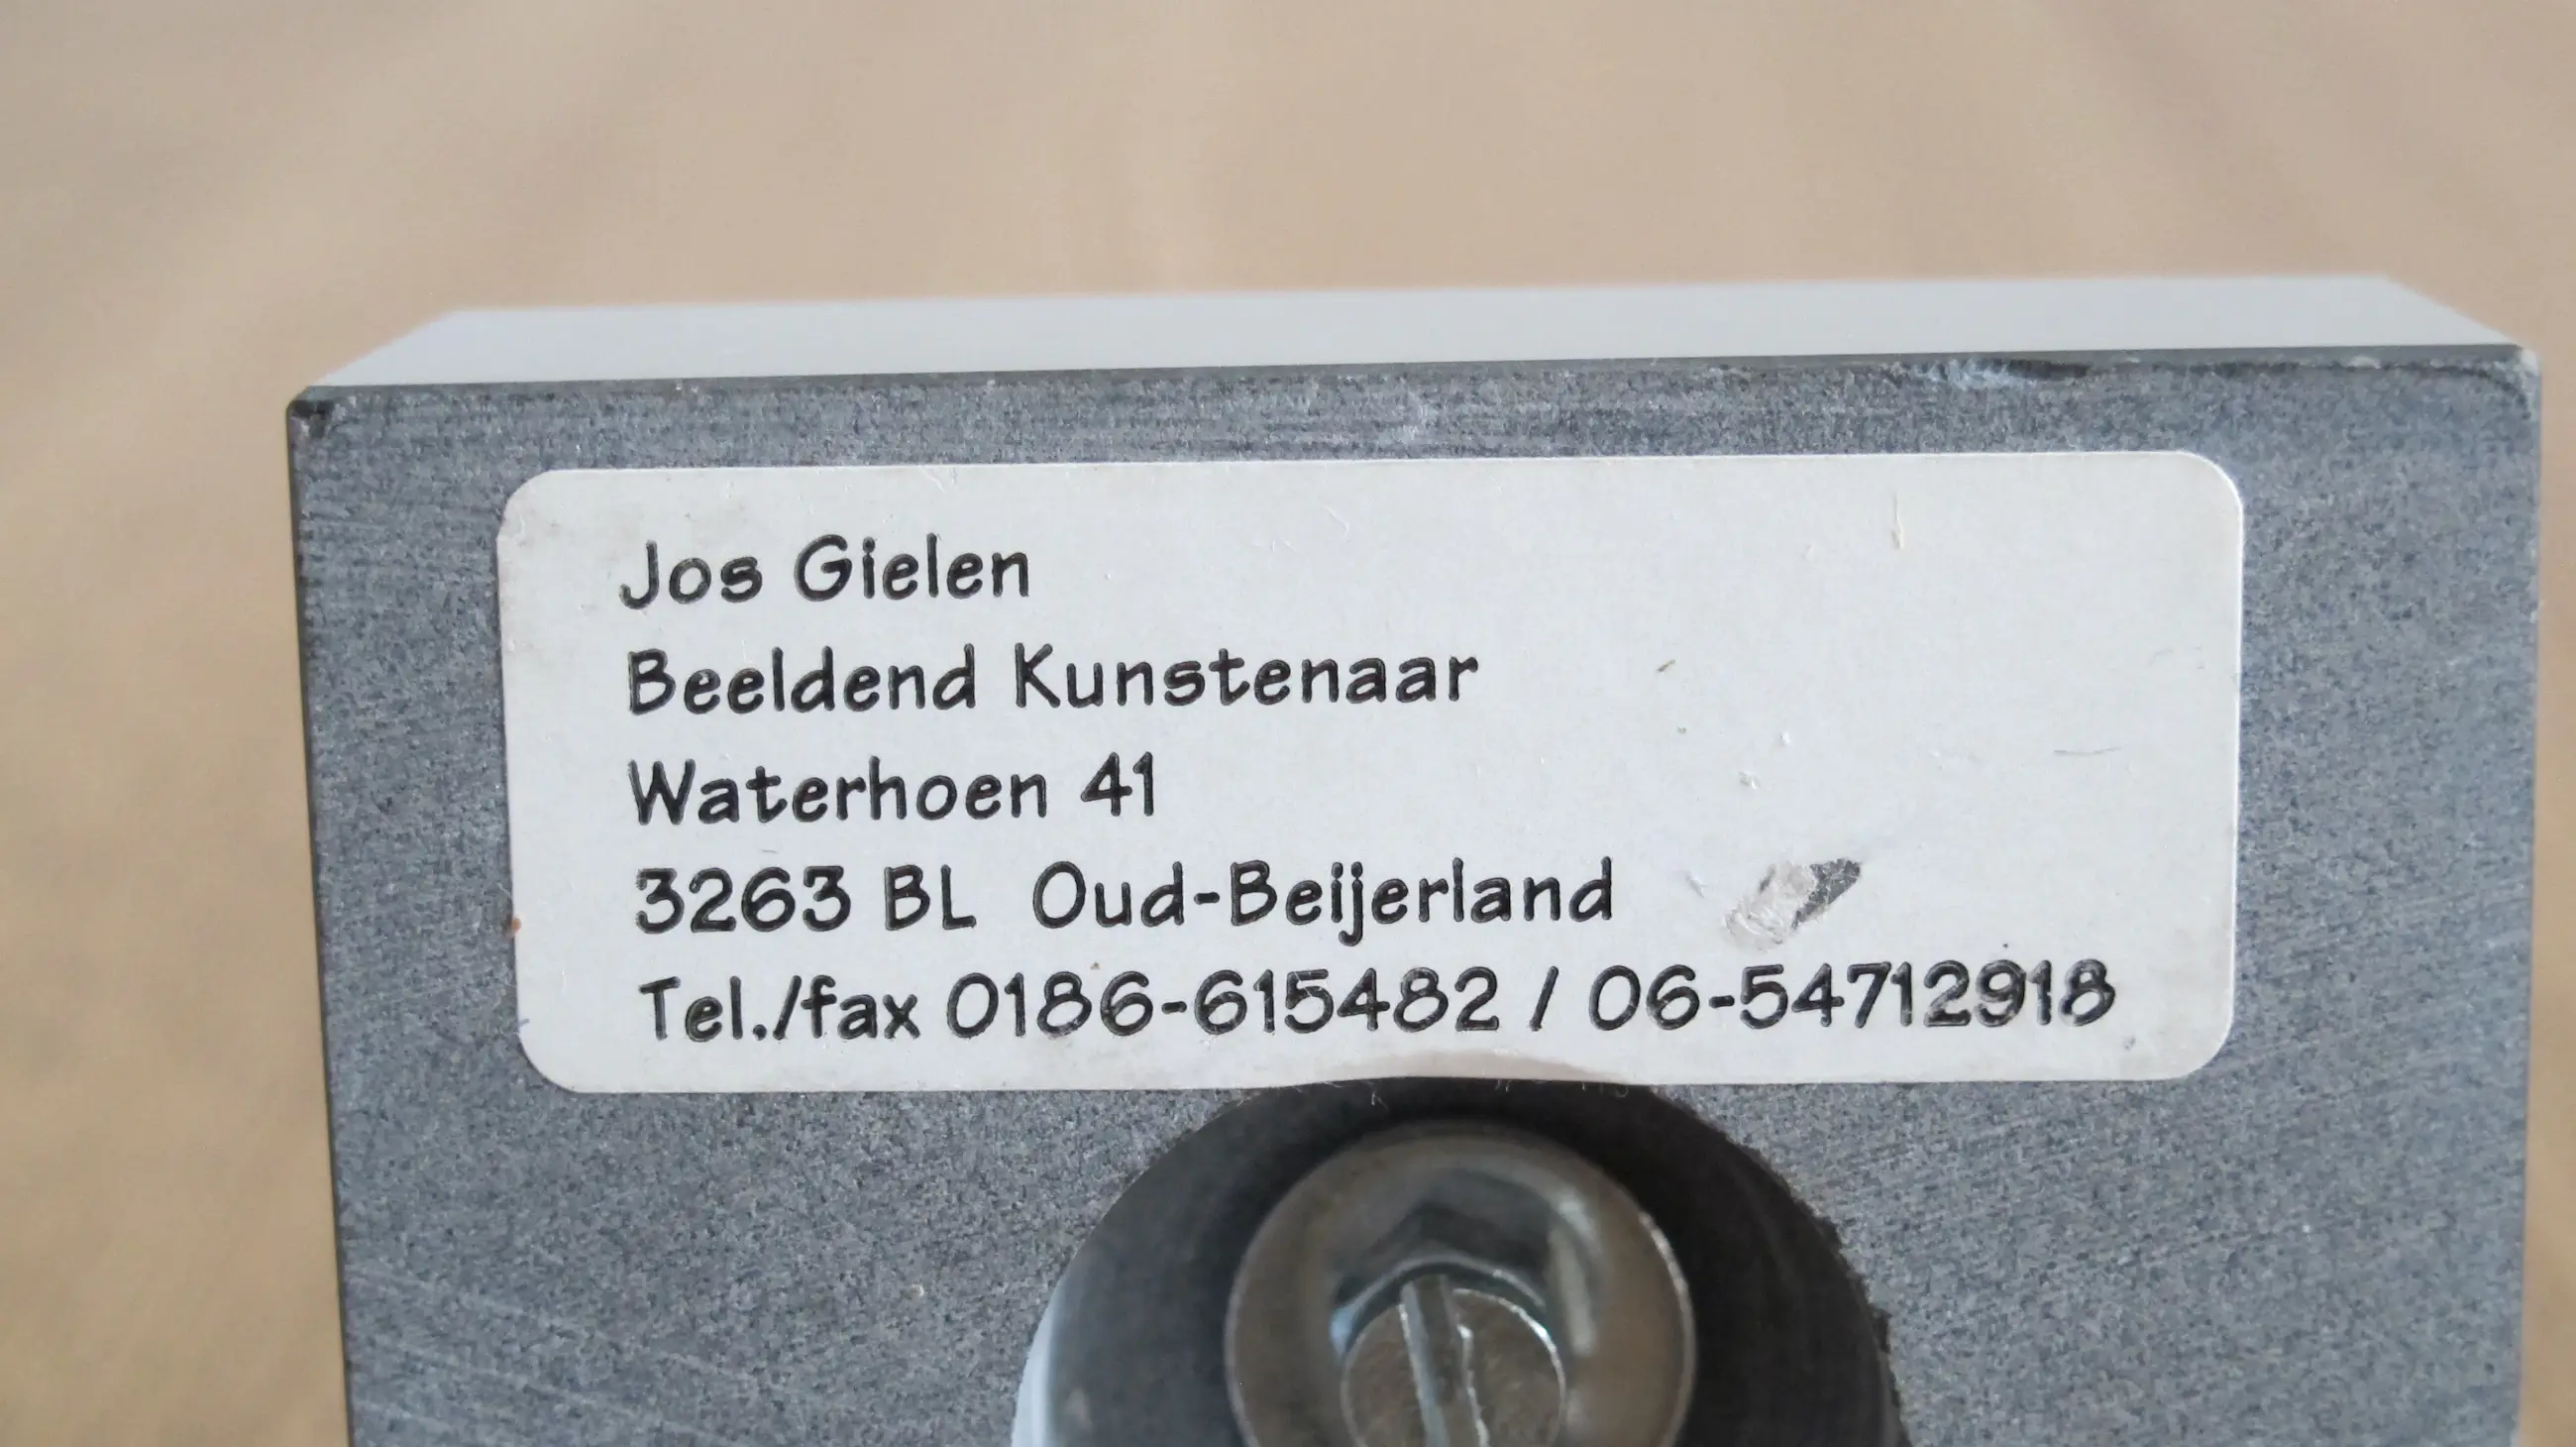 Jos Gielen
Beeldend Kunstenaar
Waterhoen 41
3263 BL Oud-Beijerland
Tel./fax 0186-615482 / 06-54712918